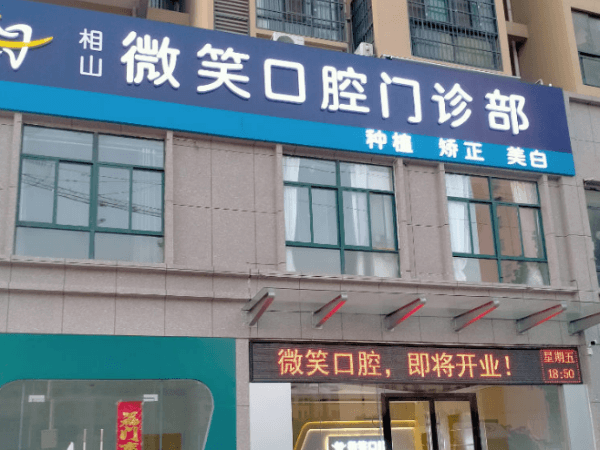 相山
微笑口腔门诊部
种植 矫正 美白
微笑口腔，即将开业！
星期五
18:50